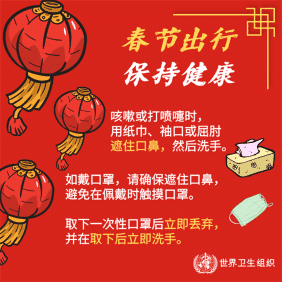 春节出行
保持健康
咳嗽或打喷嚏时，
用纸巾、袖口或屈肘
遮住口鼻，然后洗手。
如戴口罩，请确保遮住口鼻，
避免在佩戴时触摸口罩。
取下一次性口罩后立即丢弃，
并在取下后立即洗手。
世界卫生组织